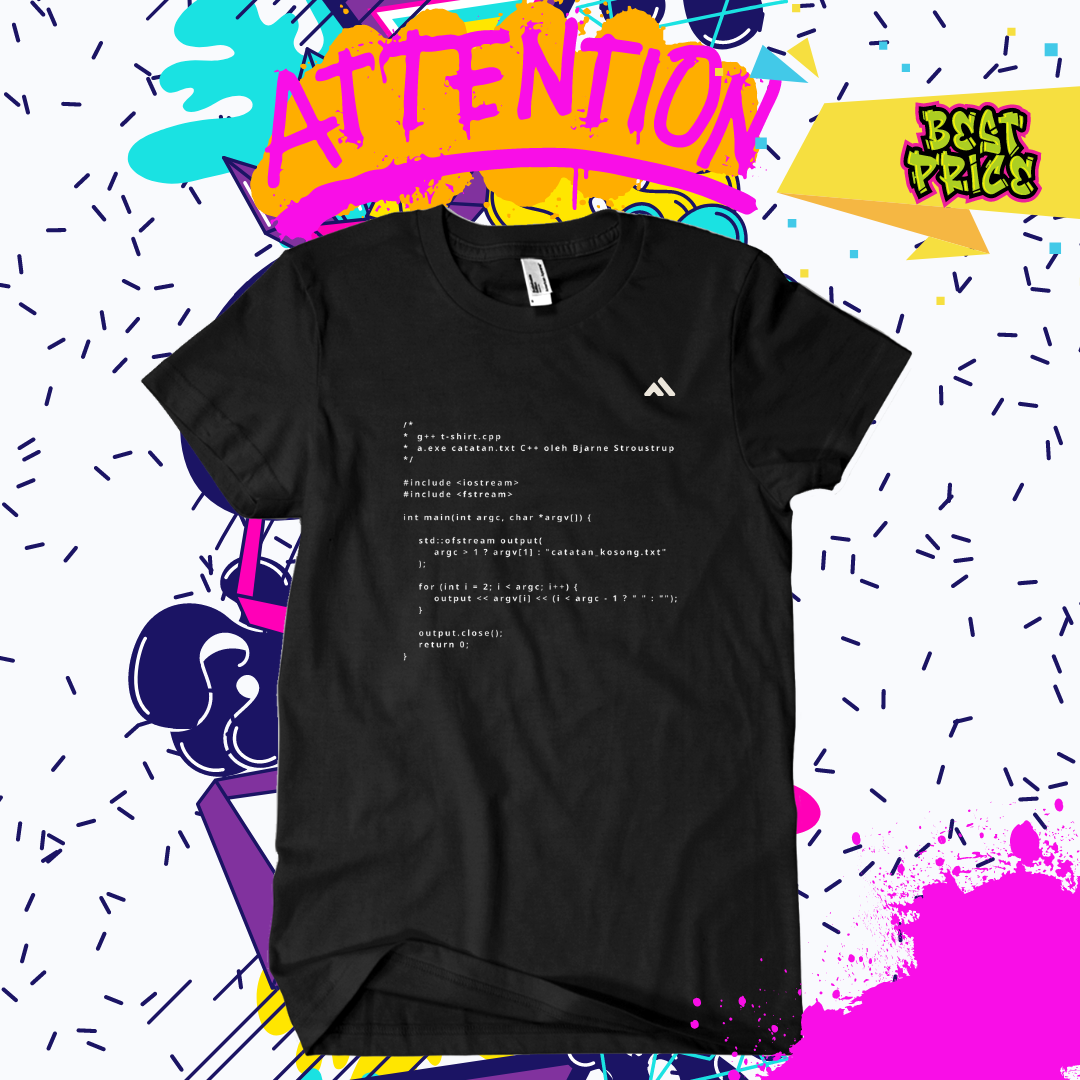 ATTENTION
BEST
PRICE
/*
* g++ t-shirt.cpp
* a.exe catatan.txt C++ oleh Bjarne Stroustrup
*/
#include <iostream>
#include <fstream>
int main(int argc, char *argv[]) {
std::ofstream output(
argc > 1 ? argv[1] : "catatan_kosong.txt"
);
for (int i = 2; i < argc; i++) {
output << argv[i] << (i < argc - 1 ? " " : "");
}
output.close();
return 0;
}